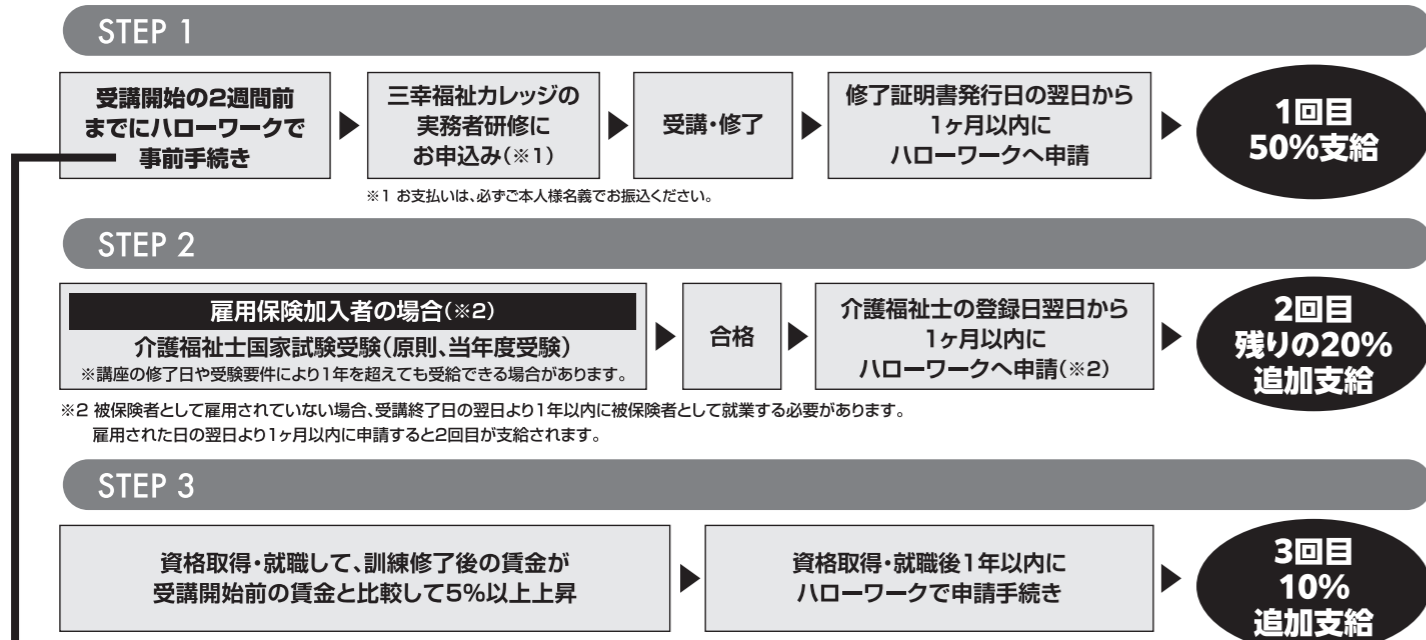 STEP 1
受講開始の2週間前
までにハローワークで
事前手続き
三幸福祉カレッジの
実務者研修に
お申込み(※1)
受講・修了
修了証明書発行日の翌日から
1ヶ月以内に
ハローワークへ申請
1回目
50%支給
※1 お支払いは、必ずご本人様名義でお振込ください。
STEP 2
雇用保険加入者の場合(※2)
介護福祉士国家試験受験(原則、当年度受験)
※講座の修了日や受験要件により1年を超えても受給できる場合があります。
合格
介護福祉士の登録日翌日から
1ヶ月以内に
ハローワークへ申請(※2)
2回目
残りの20%
追加支給
※2 被保険者として雇用されていない場合、受講終了日の翌日より1年以内に被保険者として就業する必要があります。
雇用された日の翌日より1ヶ月以内に申請すると2回目が支給されます。
STEP 3
資格取得・就職して、訓練修了後の賃金が
受講開始前の賃金と比較して5%以上上昇
資格取得・就職後1年以内に
ハローワークで申請手続き
3回目
10%
追加支給